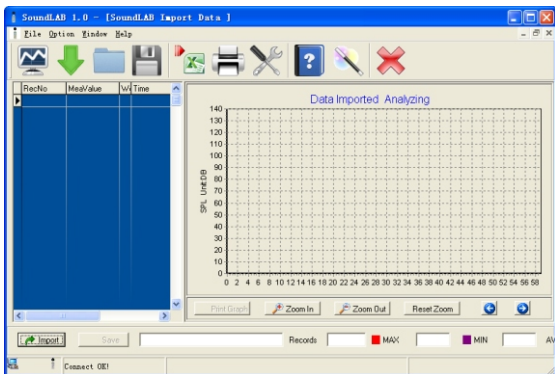 SoundLAB 1.0 - [SoundLAB Import Data ]
File Option Window Help
RecNo MeaValue Wi Time
Data Imported Analyzing
SPL Unit:DB
140
130
120
110
100
90
80
70
60
50
40
30
20
10
0
0 2 4 6 8 10 12 14 16 18 20 22 24 26 28 30 32 34 36 38 40 42 44 46 48 50 52 54 56 58
Print Graph Zoom In Zoom Out Reset Zoom
Import Save Records MAX MIN AV
Connect OK!